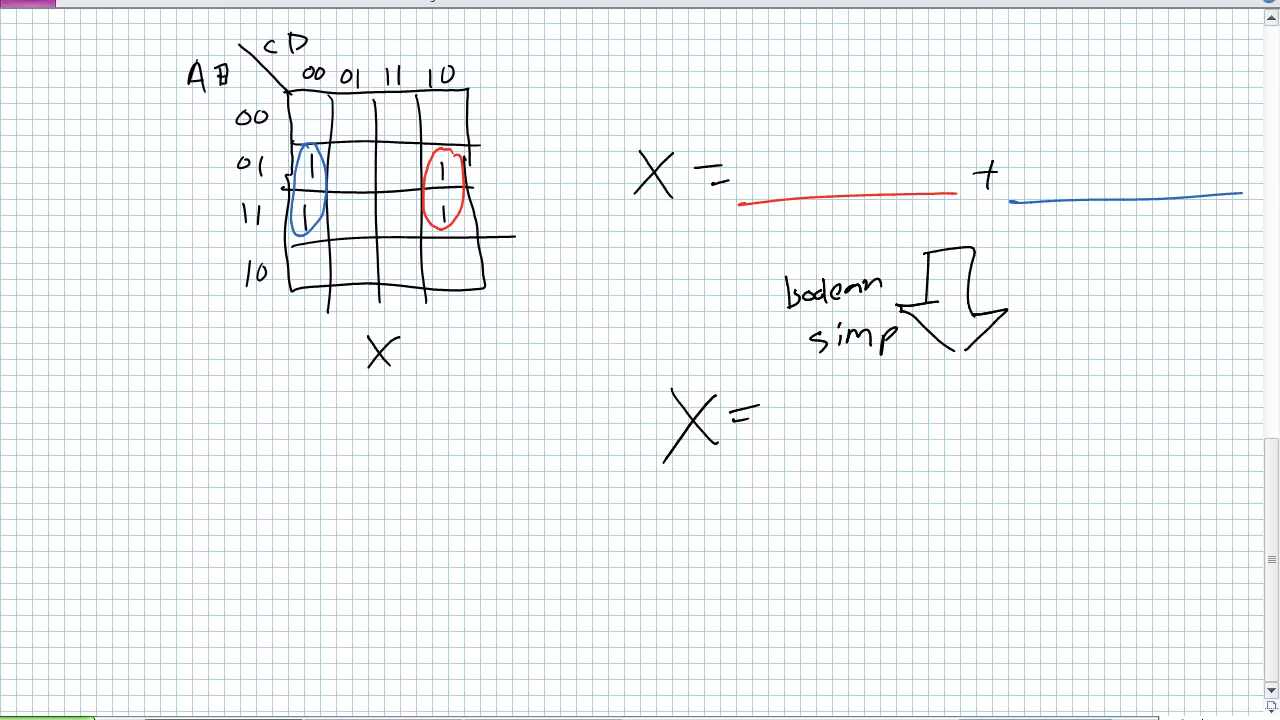 CD
AB 00 01 11 10
00
01 1 1
11 1 1
10
X
X = +
boolean
simp
X =